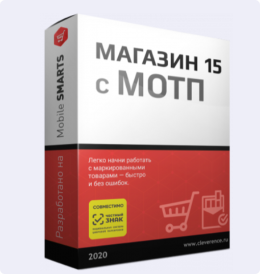 МАГАЗИН 15
с МОТП
Разработано на
Mobile SMARTS
Легко начни работать
с маркированными
товарами — быстро
и без ошибок.
СОВМЕСТИМО
ЧЕСТНЫЙ
ЗНАК
www.cleverence.ru
2020